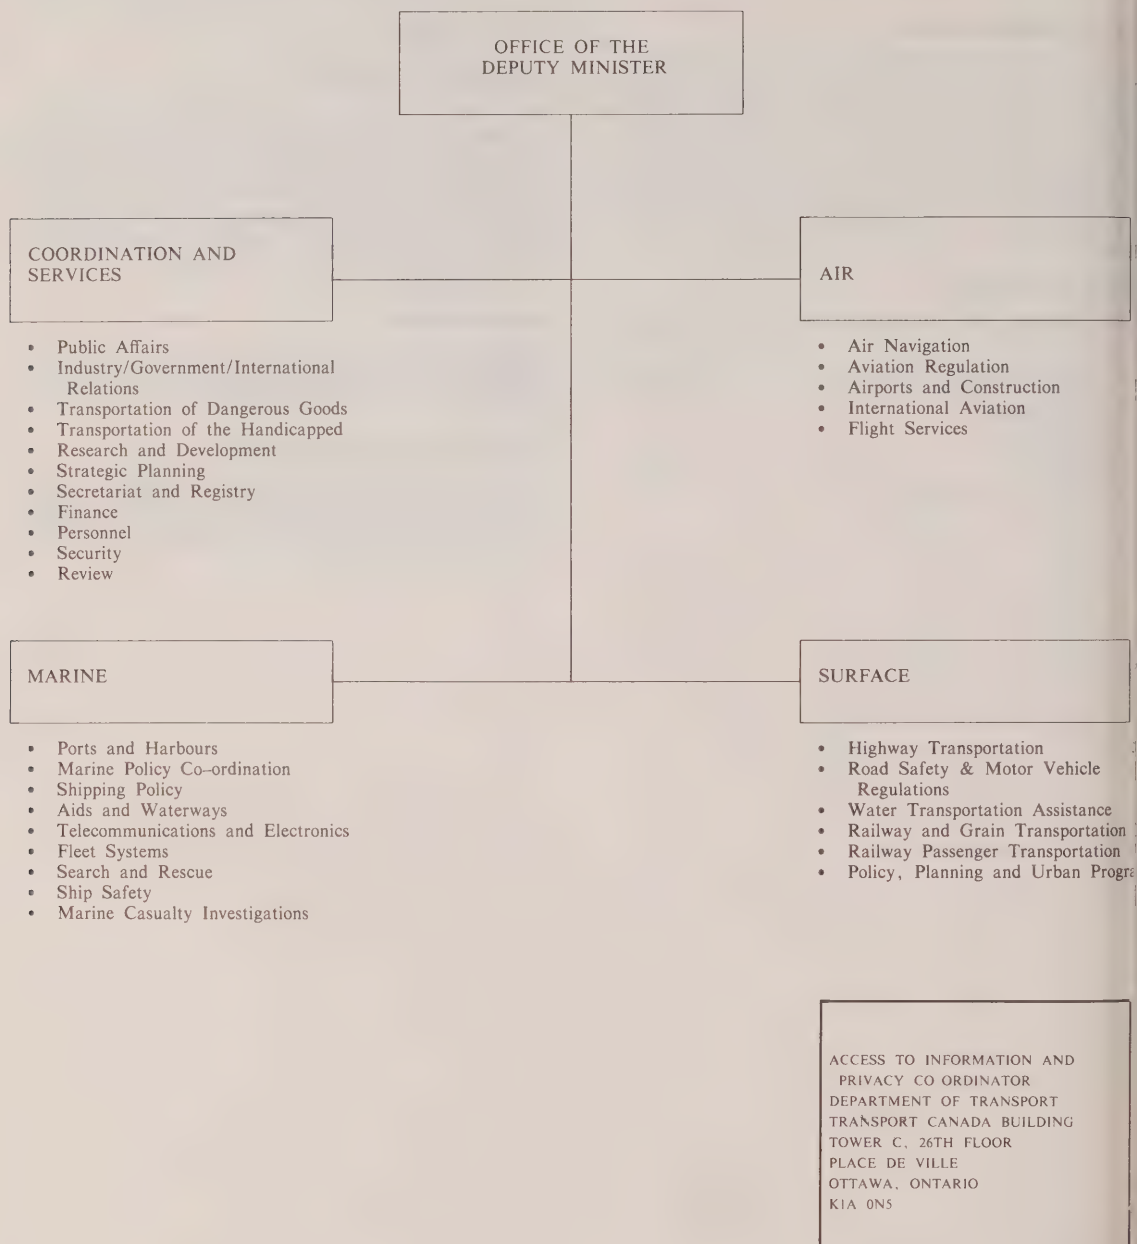 OFFICE OF THE
DEPUTY MINISTER
COORDINATION AND
SERVICES
• Public Affairs
• Industry/Government/International
Relations
• Transportation of Dangerous Goods
• Transportation of the Handicapped
• Research and Development
• Strategic Planning
• Secretariat and Registry
• Finance
• Personnel
• Security
• Review
AIR
• Air Navigation
• Aviation Regulation
• Airports and Construction
• International Aviation
• Flight Services
MARINE
• Ports and Harbours
• Marine Policy Co-ordination
• Shipping Policy
• Aids and Waterways
• Telecommunications and Electronics
• Fleet Systems
• Search and Rescue
• Ship Safety
• Marine Casualty Investigations
SURFACE
• Highway Transportation
• Road Safety & Motor Vehicle
Regulations
• Water Transportation Assistance
• Railway and Grain Transportation
• Railway Passenger Transportation
• Policy, Planning and Urban
ACCESS TO INFORMATION AND
PRIVACY CO ORDINATOR
DEPARTMENT OF TRANSPORT
TRANSPORT CANADA BUILDING
TOWER C, 26TH FLOOR
PLACE DE VILLE
OTTAWA, ONTARIO
K1A 0N5